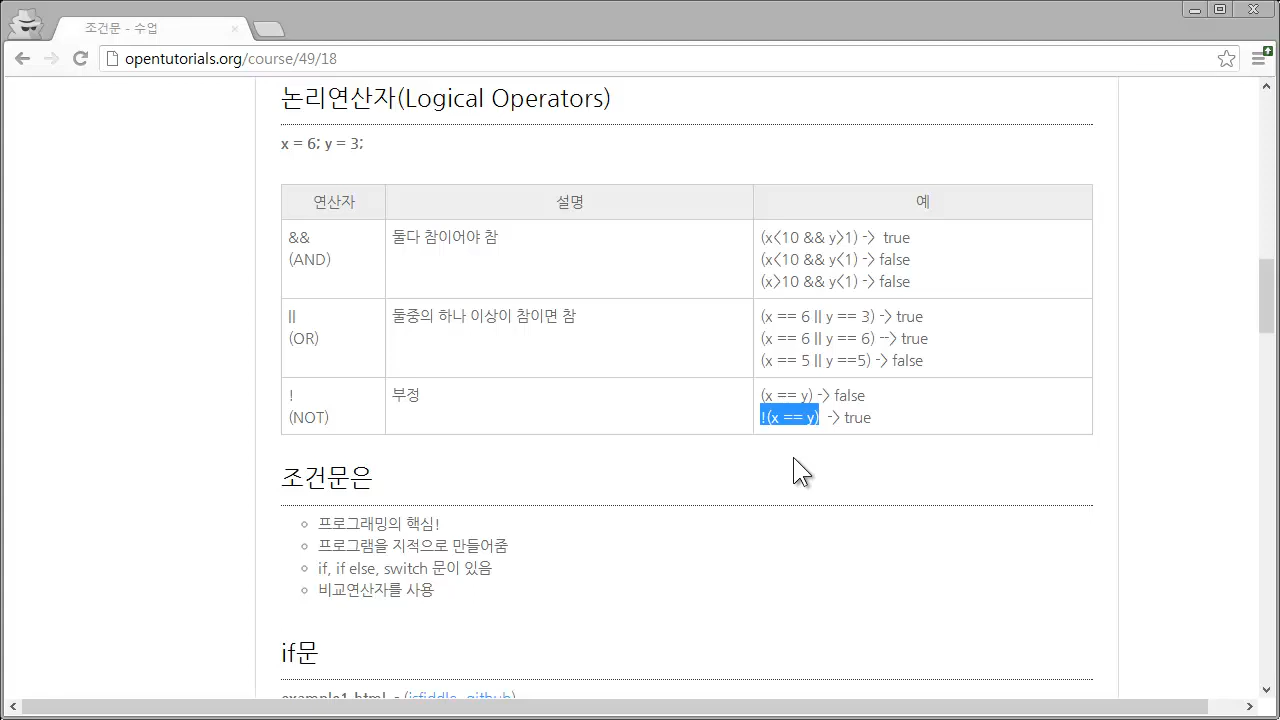 조건문 - 수업
opentutorials.org/course/49/18
논리연산자(Logical Operators)
x = 6; y = 3;
연산자 설명 예
&& 둘다 참이어야 참 (x<10 && y>1) -> true
(AND) (x<10 && y<1) -> false
(x>10 && y<1) -> false
|| 둘중의 하나 이상이 참이면 참 (x == 6 || y == 3) -> true
(OR) (x == 6 || y == 6) --> true
(x == 5 || y ==5) -> false
! 부정 (x == y) -> false
(NOT) !(x == y) -> true
조건문은
프로그래밍의 핵심!
프로그램을 지적으로 만들어줌
if, if else, switch 문이 있음
비교연산자를 사용
if문
example1.html - (jsfiddle, github)